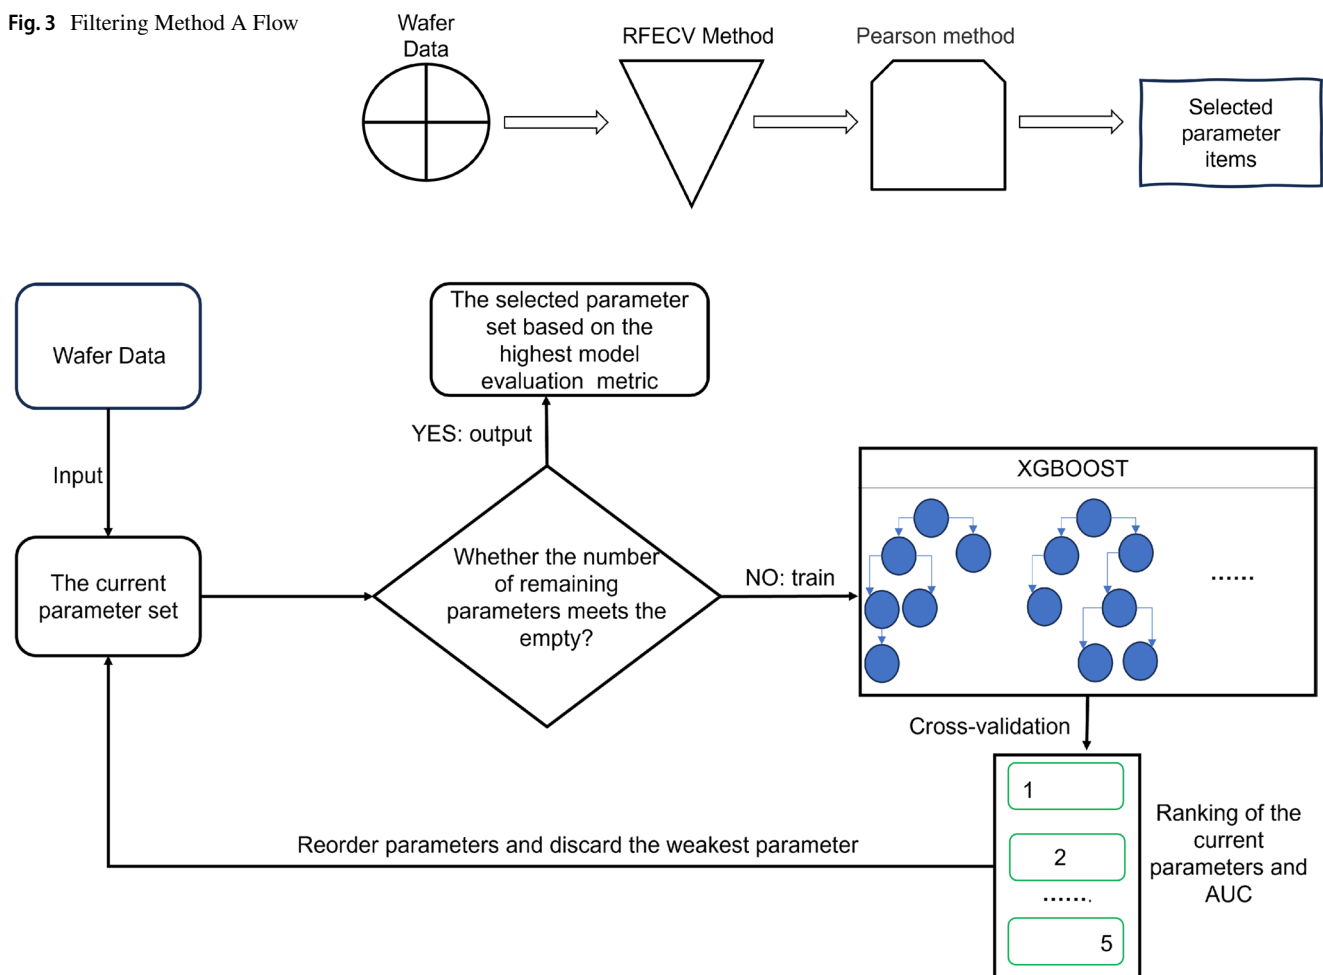 Fig. 3 Filtering Method A Flow
Wafer
Data
RFECV Method
Pearson method
Selected
parameter
items
Wafer Data
The selected parameter
set based on the
highest model
evaluation metric
YES: output
Input
XGBOOST
The current
parameter set
Whether the number
of remaining
parameters meets the
empty?
NO: train
......
Cross-validation
1
2
.......
5
Ranking of the
current
parameters and
AUC
Reorder parameters and discard the weakest parameter